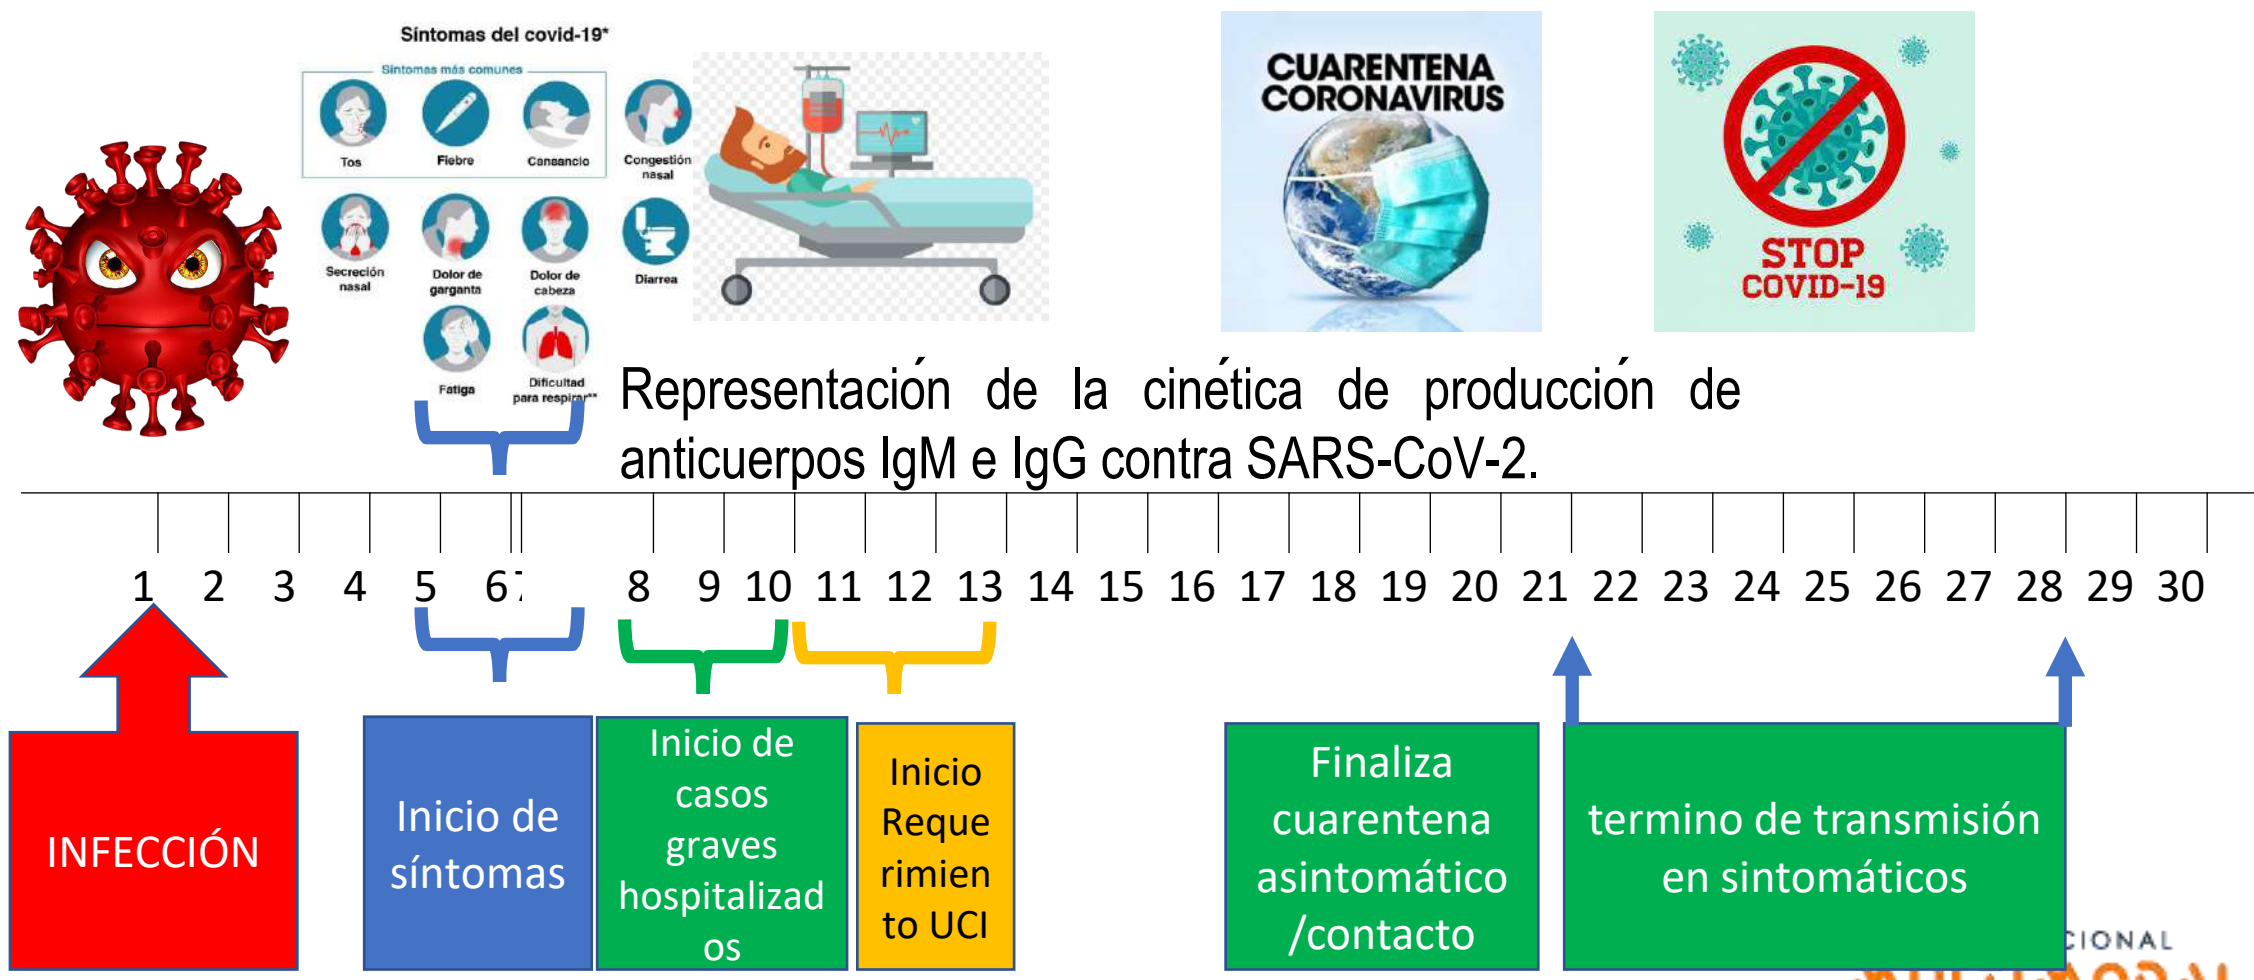 Síntomas del covid-19*
Síntomas más comunes
Tos
Fiebre
Cansancio
Congestión
nasal
Secreción
nasal
Dolor de
garganta
Dolor de
cabeza
Diarrea
Fatiga
Dificultad
para respirar**
CUARENTENA
CORONAVIRUS
STOP
COVID-19
Representación de la cinética de producción de
anticuerpos IgM e IgG contra SARS-CoV-2.
1 2 3 4 5 6 7 8 9 10 11 12 13 14 15 16 17 18 19 20 21 22 23 24 25 26 27 28 29 30
INFECCIÓN
Inicio de
síntomas
Inicio de
casos
graves
hospitalizad
os
Inicio
Reque
rimien
to UCI
Finaliza
cuarentena
asintomático
/contacto
termino de transmisión
en sintomáticos
CIONAL